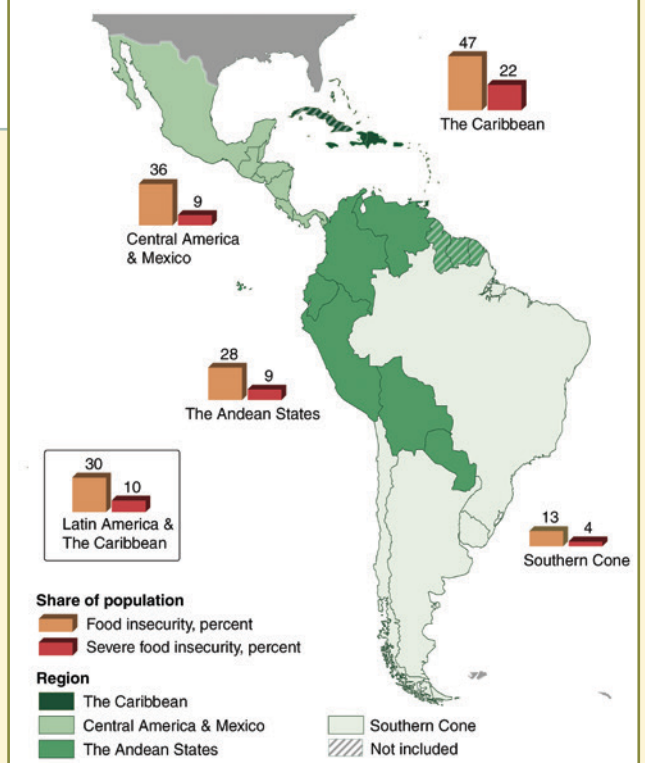 47
22
The Caribbean
36
9
Central America
& Mexico
28
9
The Andean States
30
10
Latin America &
The Caribbean
13
4
Southern Cone
Share of population
Food insecurity, percent
Severe food insecurity, percent
Region
The Caribbean
Central America & Mexico
The Andean States
Southern Cone
Not included